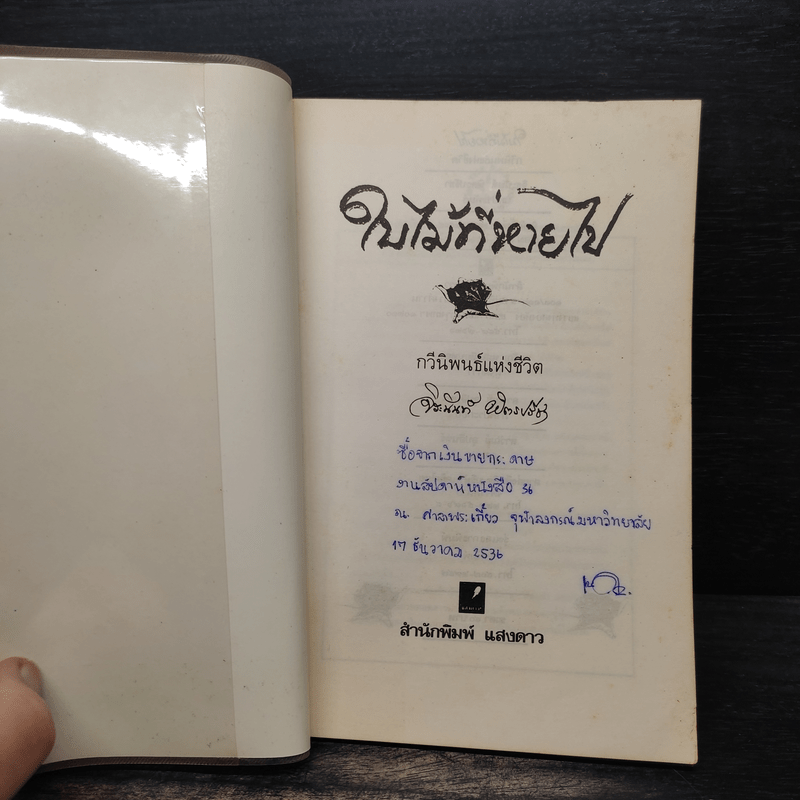 ใบไม้ที่หายไป
กวีนิพนธ์แห่งชีวิต
จิระนันท์ พิตรปรีชา
ซื้อจากเงินขายกระดาษ
งานสัปดาห์หนังสือ 36
ณ. ศาลาพระเกี้ยว จุฬาลงกรณ์มหาวิทยาลัย
17 ธันวาคม 2536
สำนักพิมพ์ แสงดาว